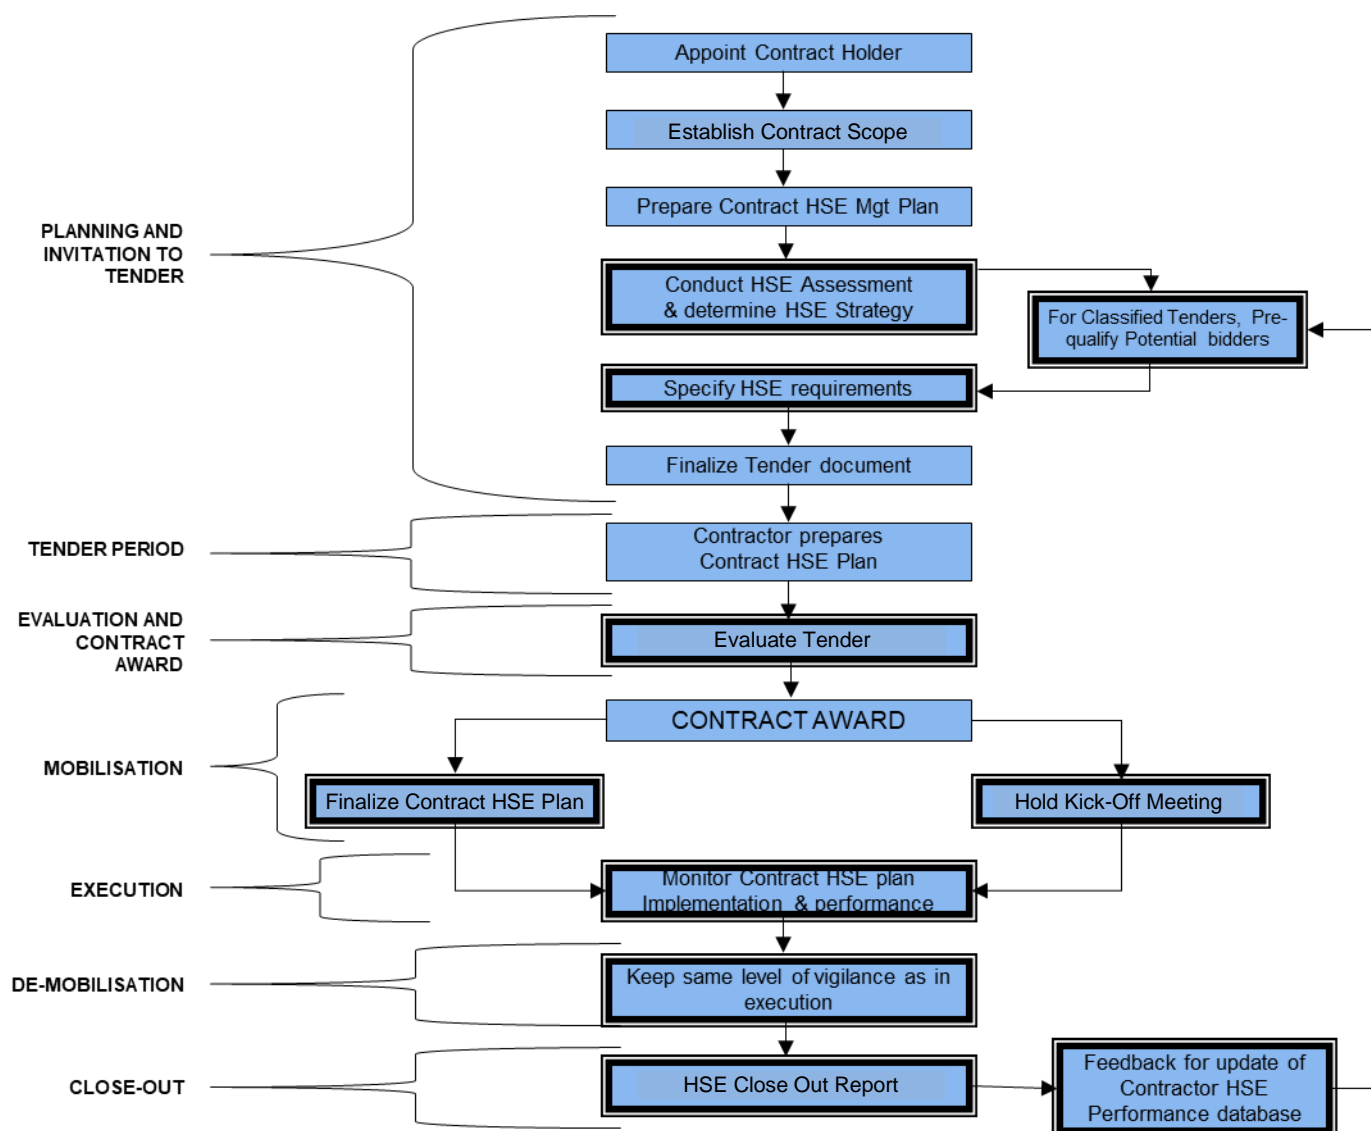 Appoint Contract Holder
Establish Contract Scope
Prepare Contract HSE Mgt Plan
PLANNING AND
INVITATION TO
TENDER
Conduct HSE Assessment
& determine HSE Strategy
For Classified Tenders, Pre-
qualify Potential bidders
Specify HSE requirements
Finalize Tender document
TENDER PERIOD
Contractor prepares
Contract HSE Plan
EVALUATION AND
CONTRACT
AWARD
Evaluate Tender
CONTRACT AWARD
MOBILISATION
Finalize Contract HSE Plan
Hold Kick-Off Meeting
EXECUTION
Monitor Contract HSE plan
Implementation & performance
DE-MOBILISATION
Keep same level of vigilance as in
execution
CLOSE-OUT
HSE Close Out Report
Feedback for update of
Contractor HSE
Performance database